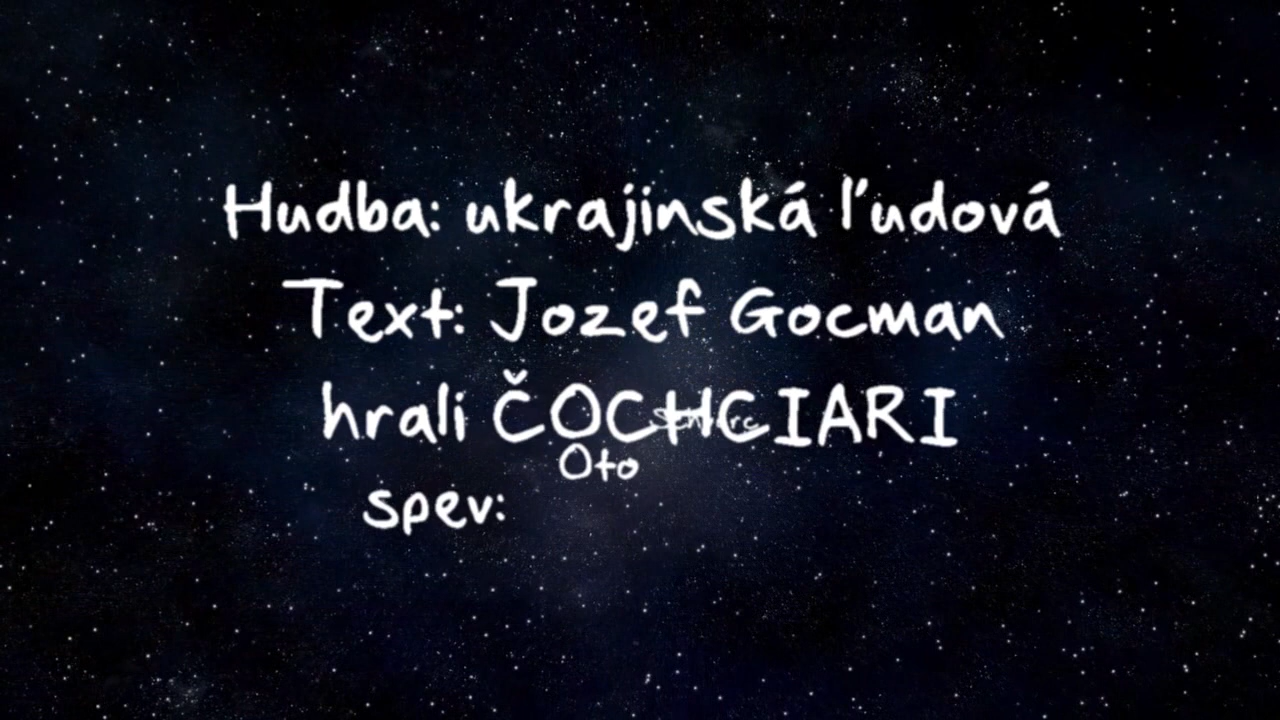 Hudba: ukrajinská ľudová
Text: Jozef Gocman
hrali ČOCHCIARI
Oto
spev: